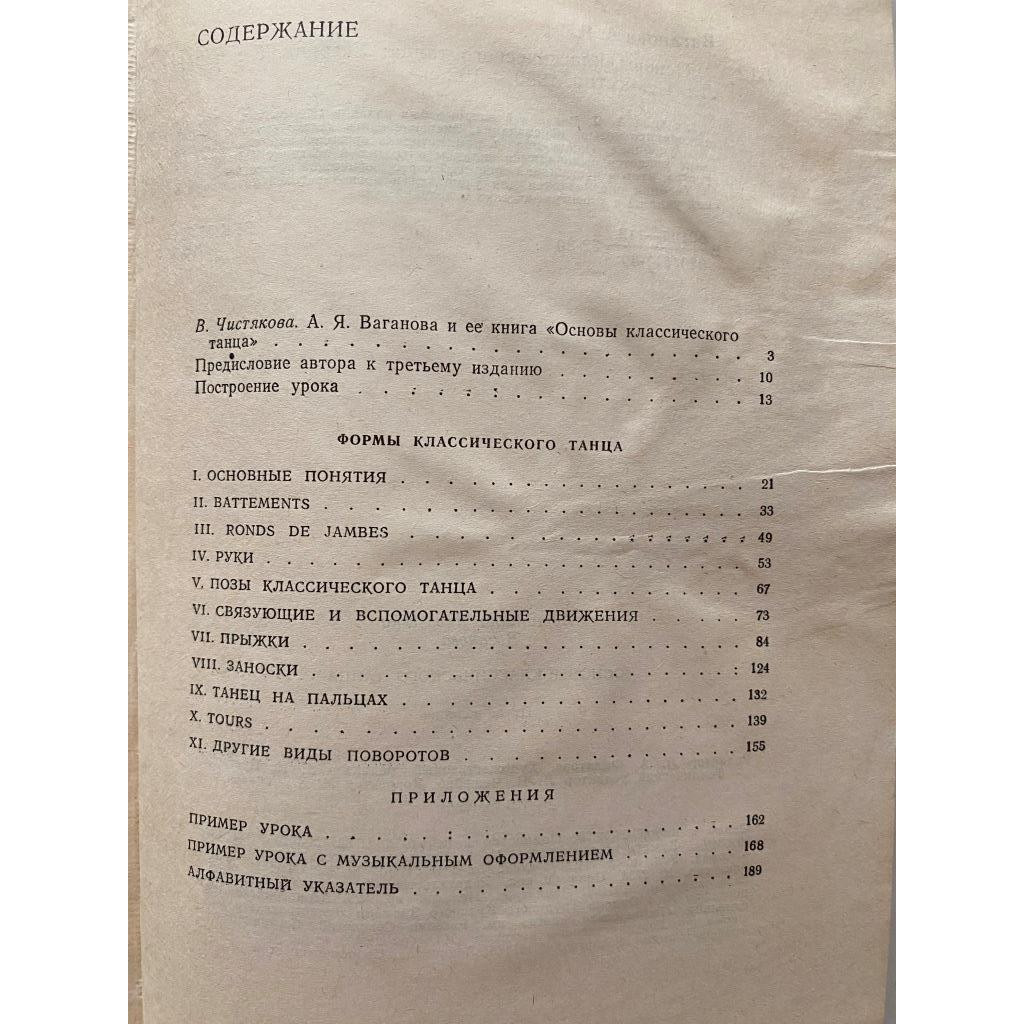 СОДЕРЖАНИЕ
В. Чистякова. А. Я. Ваганова и ее книга «Основы классического
танца» . . . . . . . . . . . . . . . . . . . . 3
Предисловие автора к третьему изданию . . . . . . . . . 10
Построение урока . . . . . . . . . . . . . . . . . 13
ФОРМЫ КЛАССИЧЕСКОГО ТАНЦА
I. ОСНОВНЫЕ ПОНЯТИЯ . . . . . . . . . . . . . . . 21
II. BATTEMENTS . . . . . . . . . . . . . . . . . . 33
III. RONDS DE JAMBES . . . . . . . . . . . . . . . 49
IV. РУКИ . . . . . . . . . . . . . . . . . . . . 53
V. ПОЗЫ КЛАССИЧЕСКОГО ТАНЦА . . . . . . . . . . . . 67
VI. СВЯЗУЮЩИЕ И ВСПОМОГАТЕЛЬНЫЕ ДВИЖЕНИЯ . . . . . 73
VII. ПРЫЖКИ . . . . . . . . . . . . . . . . . . . 84
VIII. ЗАНОСКИ . . . . . . . . . . . . . . . . . . 124
IX. ТАНЕЦ НА ПАЛЬЦАХ . . . . . . . . . . . . . . . 132
X. TOURS . . . . . . . . . . . . . . . . . . . . 139
XI. ДРУГИЕ ВИДЫ ПОВОРОТОВ . . . . . . . . . . . . . 155
ПРИЛОЖЕНИЯ
ПРИМЕР УРОКА . . . . . . . . . . . . . . . . . . 162
ПРИМЕР УРОКА С МУЗЫКАЛЬНЫМ ОФОРМЛЕНИЕМ . . . . . . 168
АЛФАВИТНЫЙ УКАЗАТЕЛЬ . . . . . . . . . . . . . . . 189